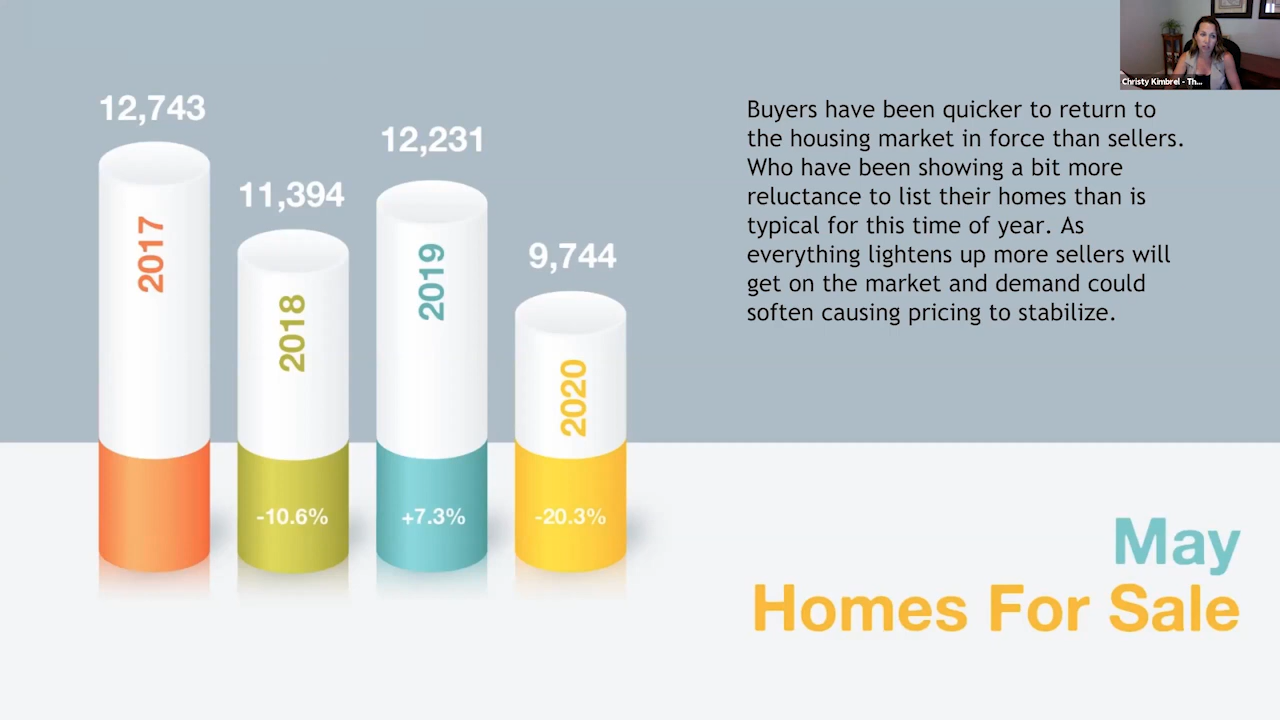 12,743
2017
11,394
2018
-10.6%
12,231
2019
+7.3%
9,744
2020
-20.3%
Christy Kimbrel - Th...
Buyers have been quicker to return to
the housing market in force than sellers.
Who have been showing a bit more
reluctance to list their homes than is
typical for this time of year. As
everything lightens up more sellers will
get on the market and demand could
soften causing pricing to stabilize.
May
Homes For Sale